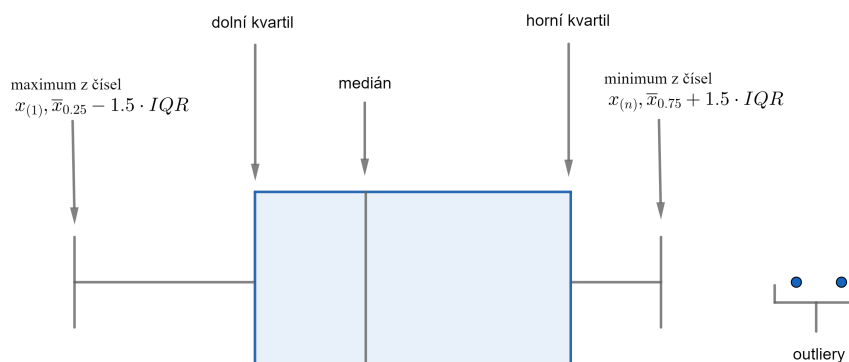 dolní kvartil
horní kvartil
maximum z čísel
x₍₁₎, x̅₀.₂₅ − 1.5 · IQR
medián
minimum z čísel
x₍ₙ₎, x̅₀.₇₅ + 1.5 · IQR
outliery